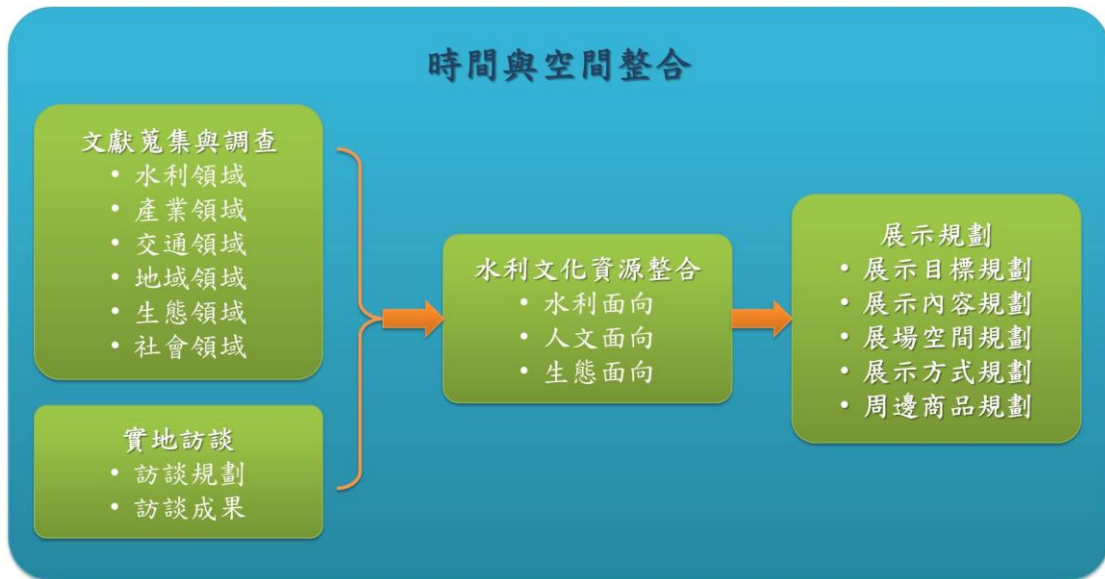 時間與空間整合
文獻蒐集與調查
• 水利領域
• 產業領域
• 交通領域
• 地域領域
• 生態領域
• 社會領域
實地訪談
• 訪談規劃
• 訪談成果
水利文化資源整合
• 水利面向
• 人文面向
• 生態面向
展示規劃
• 展示目標規劃
• 展示內容規劃
• 展場空間規劃
• 展示方式規劃
• 周邊商品規劃